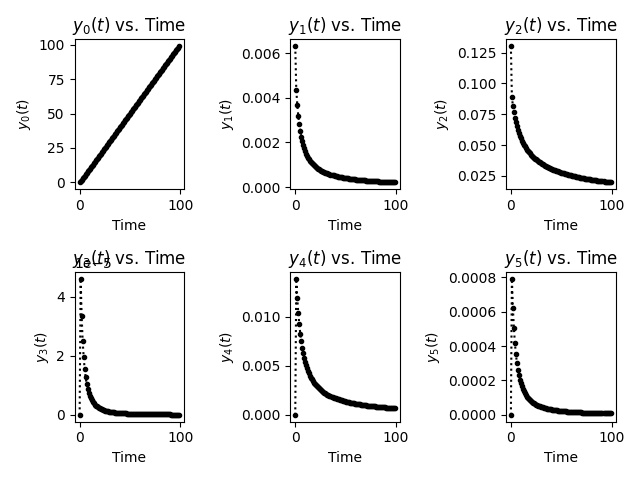 y₀(t) vs. Time
y₁(t) vs. Time
y₂(t) vs. Time
100
75
50
25
0
y₀(t)
0
100
Time
0.006
0.004
0.002
0.000
y₁(t)
0
100
Time
0.125
0.100
0.075
0.050
0.025
y₂(t)
0
100
Time
y₃(t) vs. Time
y₄(t) vs. Time
y₅(t) vs. Time
1e−5
4
2
0
y₃(t)
0
100
Time
0.010
0.005
0.000
y₄(t)
0
100
Time
0.0008
0.0006
0.0004
0.0002
0.0000
y₅(t)
0
100
Time